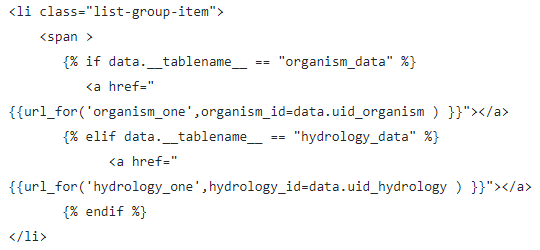 <li class="list-group-item">
    <span >
       {% if data.__tablename__ == "organism_data" %}
          <a href="
{{url_for('organism_one',organism_id=data.uid_organism ) }}"></a>
       {% elif data.__tablename__ == "hydrology_data" %}
             <a href="
{{url_for('hydrology_one',hydrology_id=data.uid_hydrology ) }}"></a>
       {% endif %}
</li>